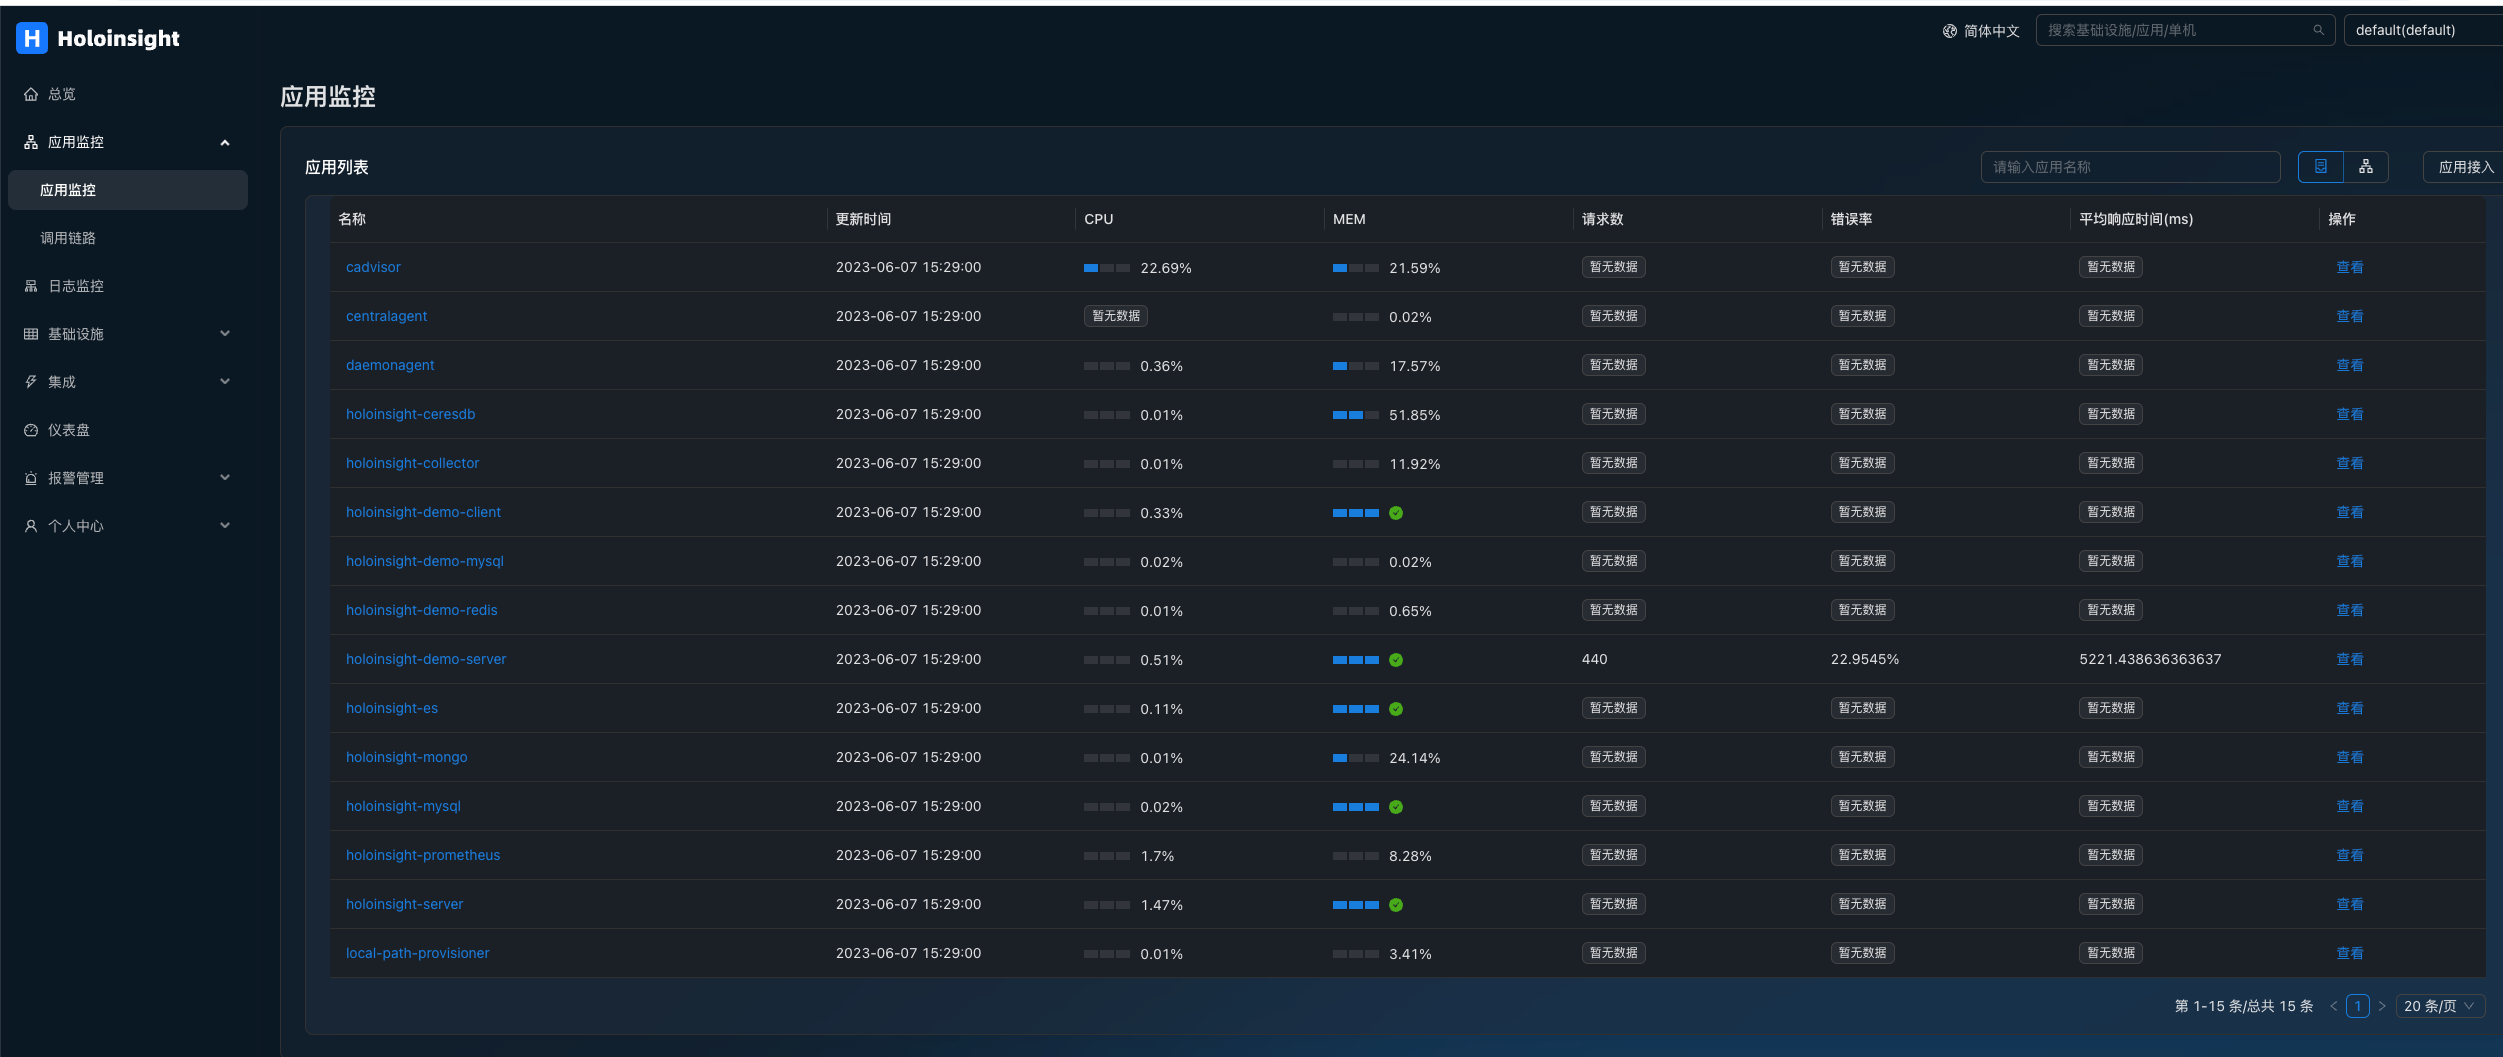 H Holoinsight
简体中文 搜索基础设施/应用/单机 default(default)
总览
应用监控
应用监控
调用链路
日志监控
基础设施
集成
仪表盘
报警管理
个人中心
应用监控
应用列表 请输入应用名称 应用接入
名称 更新时间 CPU MEM 请求数 错误率 平均响应时间(ms) 操作
cadvisor 2023-06-07 15:29:00 22.69% 21.59% 暂无数据 暂无数据 暂无数据 查看
centralagent 2023-06-07 15:29:00 暂无数据 0.02% 暂无数据 暂无数据 暂无数据 查看
daemonagent 2023-06-07 15:29:00 0.36% 17.57% 暂无数据 暂无数据 暂无数据 查看
holoinsight-ceresdb 2023-06-07 15:29:00 0.01% 51.85% 暂无数据 暂无数据 暂无数据 查看
holoinsight-collector 2023-06-07 15:29:00 0.01% 11.92% 暂无数据 暂无数据 暂无数据 查看
holoinsight-demo-client 2023-06-07 15:29:00 0.33% 暂无数据 暂无数据 暂无数据 查看
holoinsight-demo-mysql 2023-06-07 15:29:00 0.02% 0.02% 暂无数据 暂无数据 暂无数据 查看
holoinsight-demo-redis 2023-06-07 15:29:00 0.01% 0.65% 暂无数据 暂无数据 暂无数据 查看
holoinsight-demo-server 2023-06-07 15:29:00 0.51% 440 22.9545% 5221.438636363637 查看
holoinsight-es 2023-06-07 15:29:00 0.11% 暂无数据 暂无数据 暂无数据 查看
holoinsight-mongo 2023-06-07 15:29:00 0.01% 24.14% 暂无数据 暂无数据 暂无数据 查看
holoinsight-mysql 2023-06-07 15:29:00 0.02% 暂无数据 暂无数据 暂无数据 查看
holoinsight-prometheus 2023-06-07 15:29:00 1.7% 8.28% 暂无数据 暂无数据 暂无数据 查看
holoinsight-server 2023-06-07 15:29:00 1.47% 暂无数据 暂无数据 暂无数据 查看
local-path-provisioner 2023-06-07 15:29:00 0.01% 3.41% 暂无数据 暂无数据 暂无数据 查看
第 1-15 条/总共 15 条 < 1 > 20 条/页